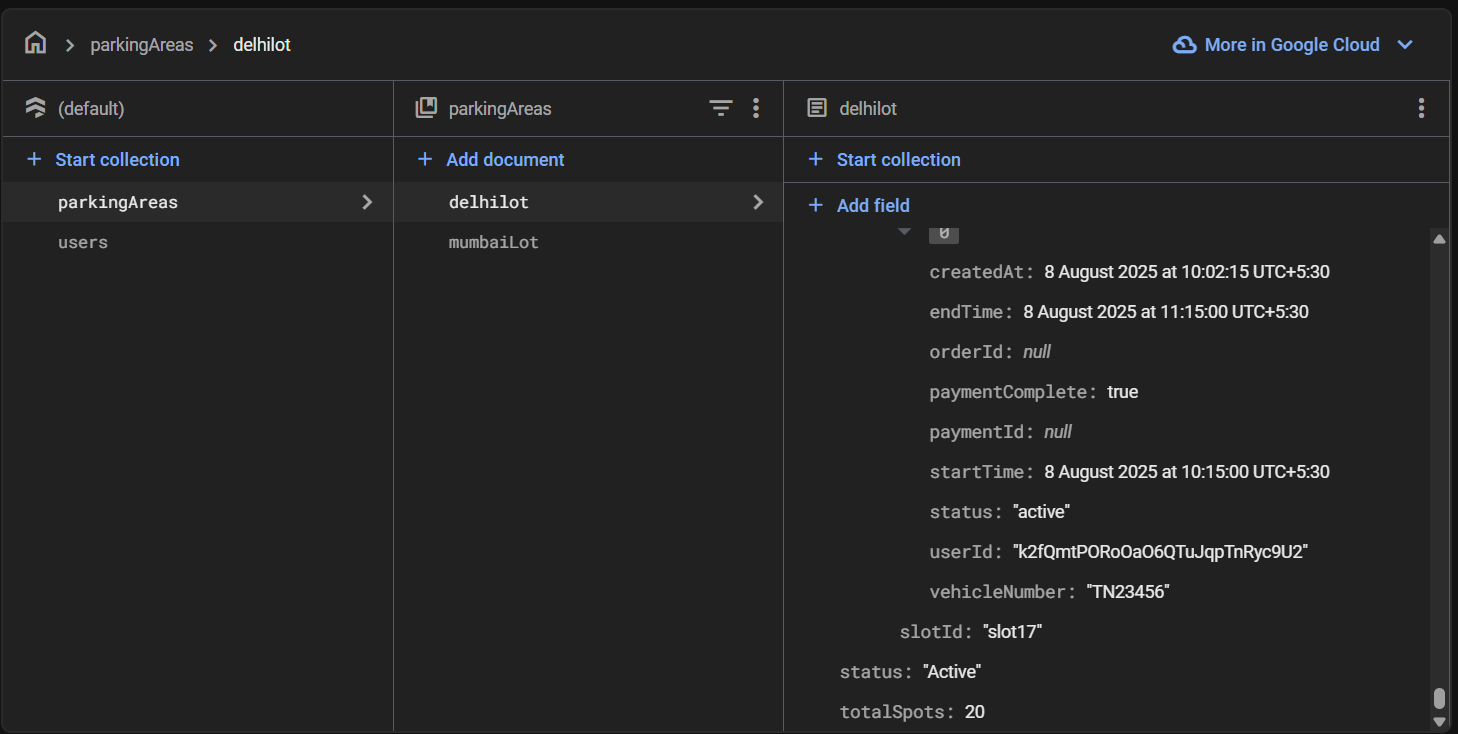 parkingAreas
delhilot
More in Google Cloud
(default)
Start collection
parkingAreas
users
parkingAreas
Add document
delhilot
mumbaiLot
delhilot
Start collection
Add field
0
createdAt: 8 August 2025 at 10:02:15 UTC+5:30
endTime: 8 August 2025 at 11:15:00 UTC+5:30
orderId: null
paymentComplete: true
paymentId: null
startTime: 8 August 2025 at 10:15:00 UTC+5:30
status: "active"
userId: "k2fQmtPORoOaO6QTuJqpTnRyc9U2"
vehicleNumber: "TN23456"
slotId: "slot17"
status: "Active"
totalSpots: 20